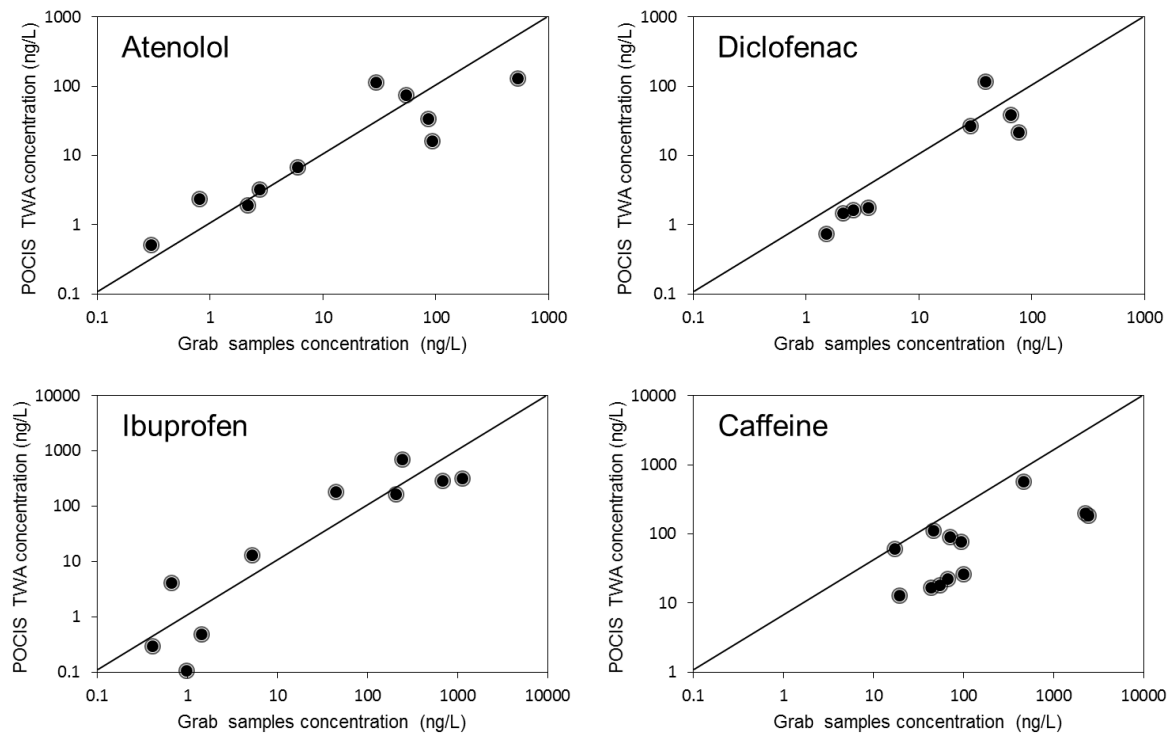 Atenolol
POCIS TWA concentration (ng/L)
1000
100
10
1
0.1
0.1 1 10 100 1000
Grab samples concentration (ng/L)
Diclofenac
POCIS TWA concentration (ng/L)
1000
100
10
1
0.1
0.1 1 10 100 1000
Grab samples concentration (ng/L)
Ibuprofen
POCIS TWA concentration (ng/L)
10000
1000
100
10
1
0.1
0.1 1 10 100 1000 10000
Grab samples concentration (ng/L)
Caffeine
POCIS TWA concentration (ng/L)
10000
1000
100
10
1
0.1 1 10 100 1000 10000
Grab samples concentration (ng/L)